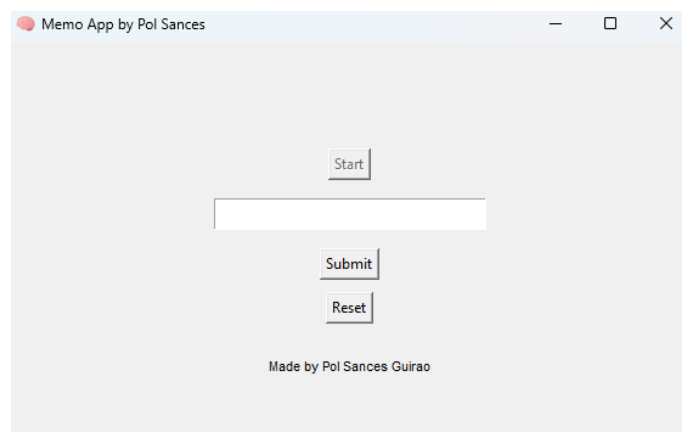 Memo App by Pol Sances
Start
Submit
Reset
Made by Pol Sances Guirao